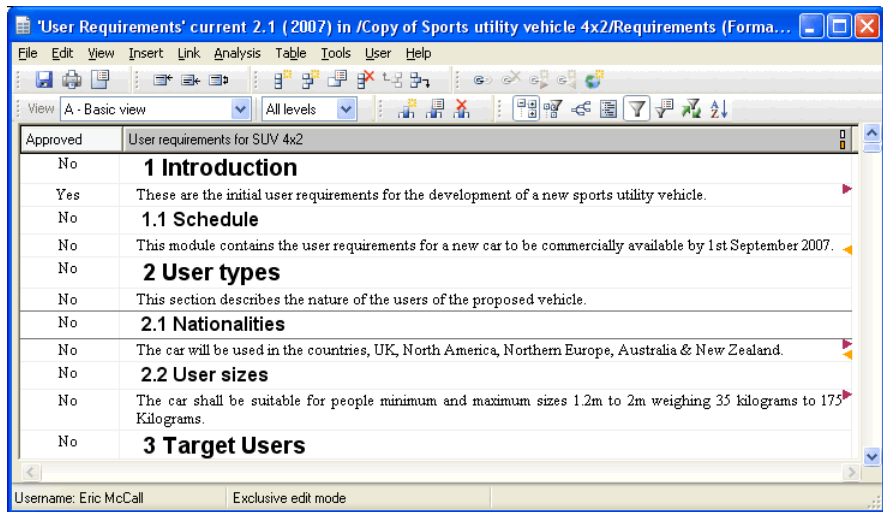 'User Requirements' current 2.1 (2007) in /Copy of Sports utility vehicle 4x2/Requirements (Forma...
File Edit View Insert Link Analysis Table Tools User Help
View A - Basic view All levels
Approved User requirements for SUV 4x2
No 1 Introduction
Yes These are the initial user requirements for the development of a new sports utility vehicle.
No 1.1 Schedule
No This module contains the user requirements for a new car to be commercially available by 1st September 2007.
No 2 User types
No This section describes the nature of the users of the proposed vehicle.
No 2.1 Nationalities
No The car will be used in the countries, UK, North America, Northern Europe, Australia & New Zealand.
No 2.2 User sizes
No The car shall be suitable for people minimum and maximum sizes 1.2m to 2m weighing 35 kilograms to 175
Kilograms.
No 3 Target Users
Username: Eric McCall Exclusive edit mode